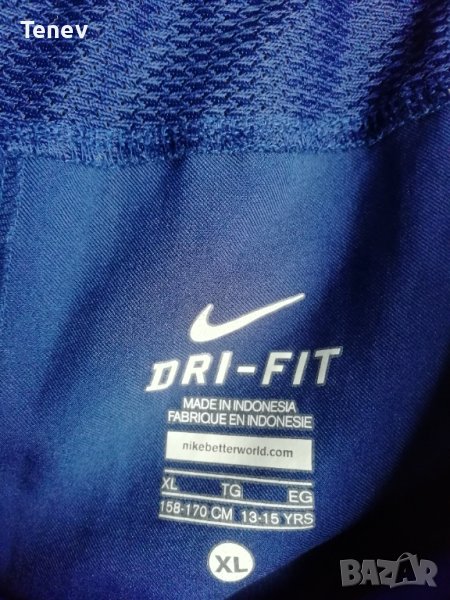 Tenev
DRI-FIT
MADE IN INDONESIA
FABRIQUE EN INDONESIE
nikebetterworld.com
XL TG EG
158-170 CM 13-15 YRS
XL
BAZAR